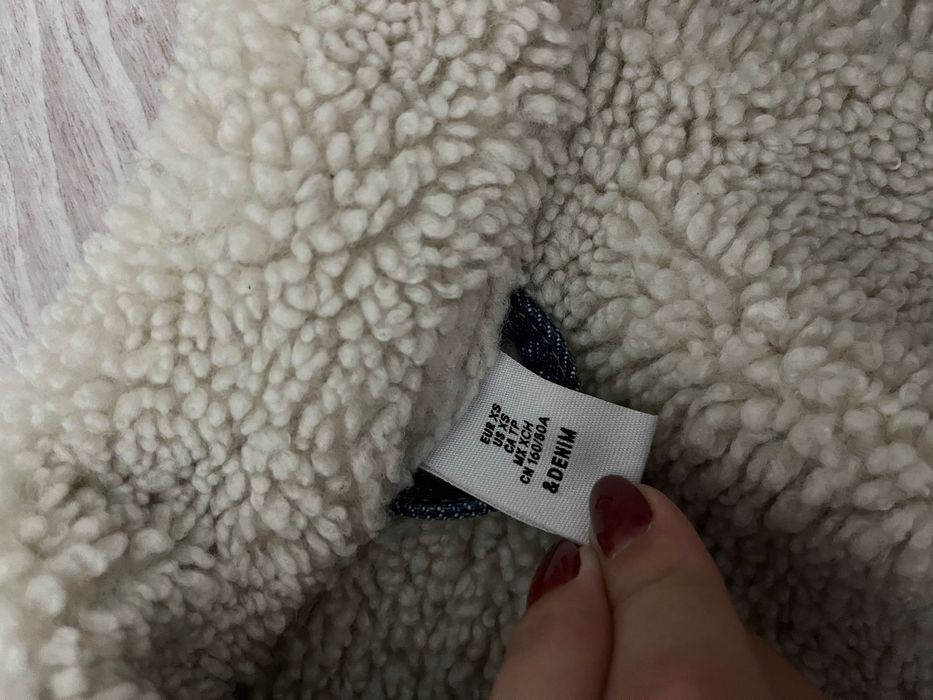 EUR XS
US XS
CA TP
MX XCH
CN 160/80A
&DENIM